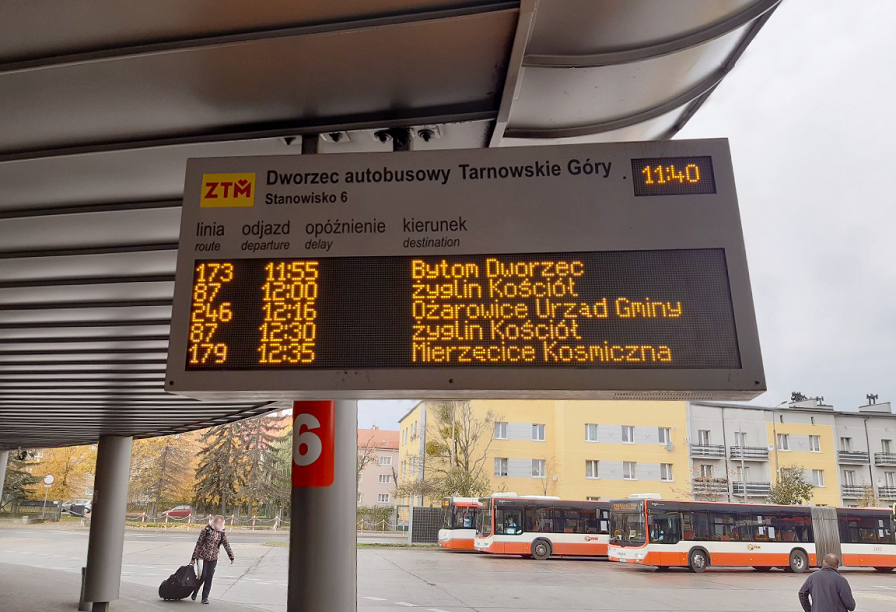 ZTM
Dworzec autobusowy Tarnowskie Góry
Stanowisko 6
11:40
linia odjazd opóźnienie kierunek
route departure delay destination
173 11:55 Bytom Dworzec
87 12:00 Żyglin Kościół
246 12:16 Ożarowice Urząd Gminy
87 12:30 Żyglin Kościół
179 12:35 Mierzęcice Kosmiczna
6